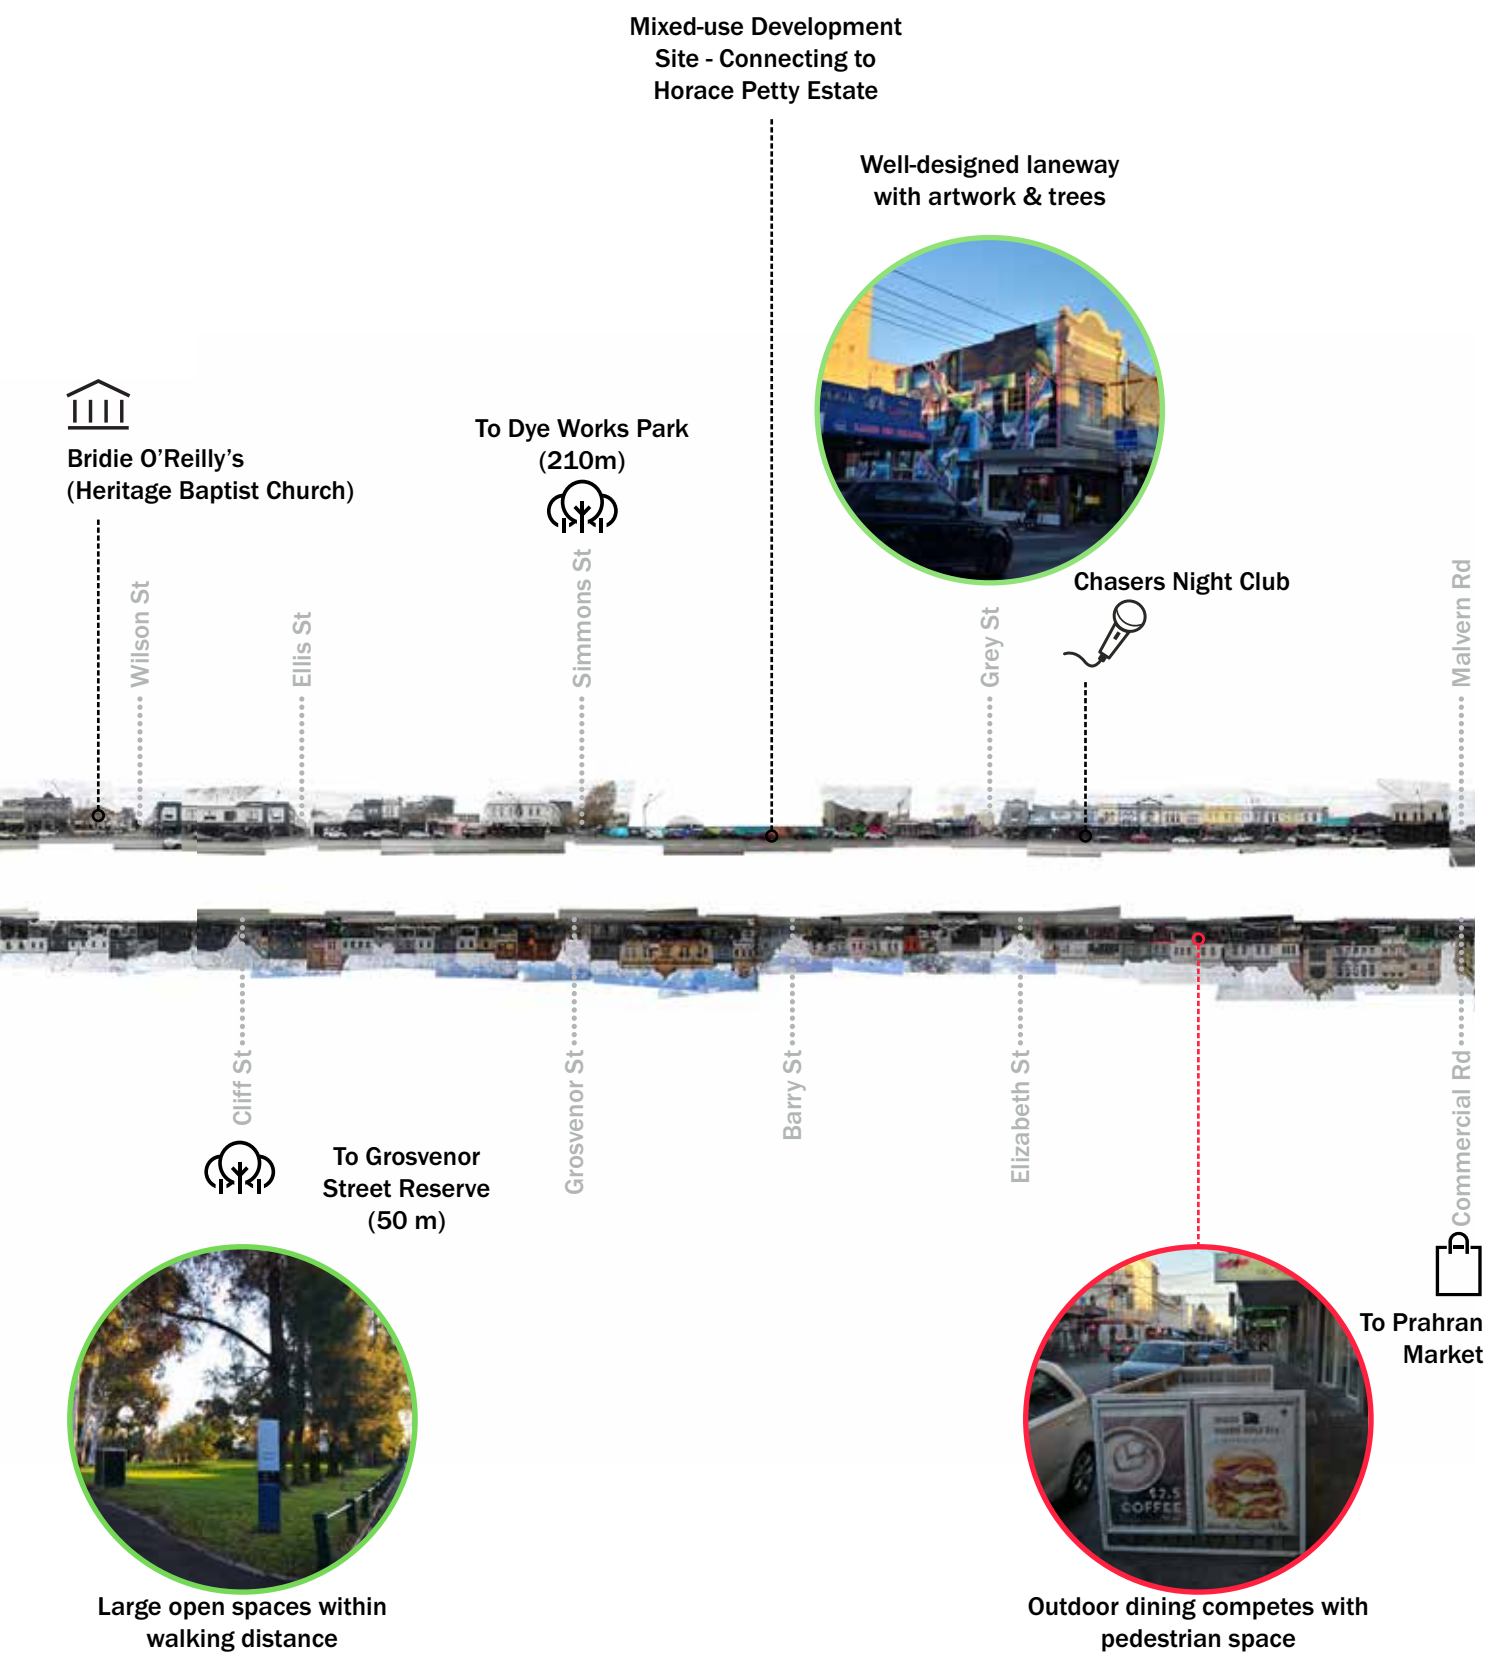 Mixed-use Development
Site - Connecting to
Horace Petty Estate
Well-designed laneway
with artwork & trees
Bridie O’Reilly’s
(Heritage Baptist Church)
To Dye Works Park
(210m)
Chasers Night Club
Wilson St
Ellis St
Simmons St
Grey St
Malvern Rd
Cliff St
Grosvenor St
Barry St
Elizabeth St
Commercial Rd
To Grosvenor
Street Reserve
(50 m)
To Prahran
Market
$2.5
COFFEE
Large open spaces within
walking distance
Outdoor dining competes with
pedestrian space